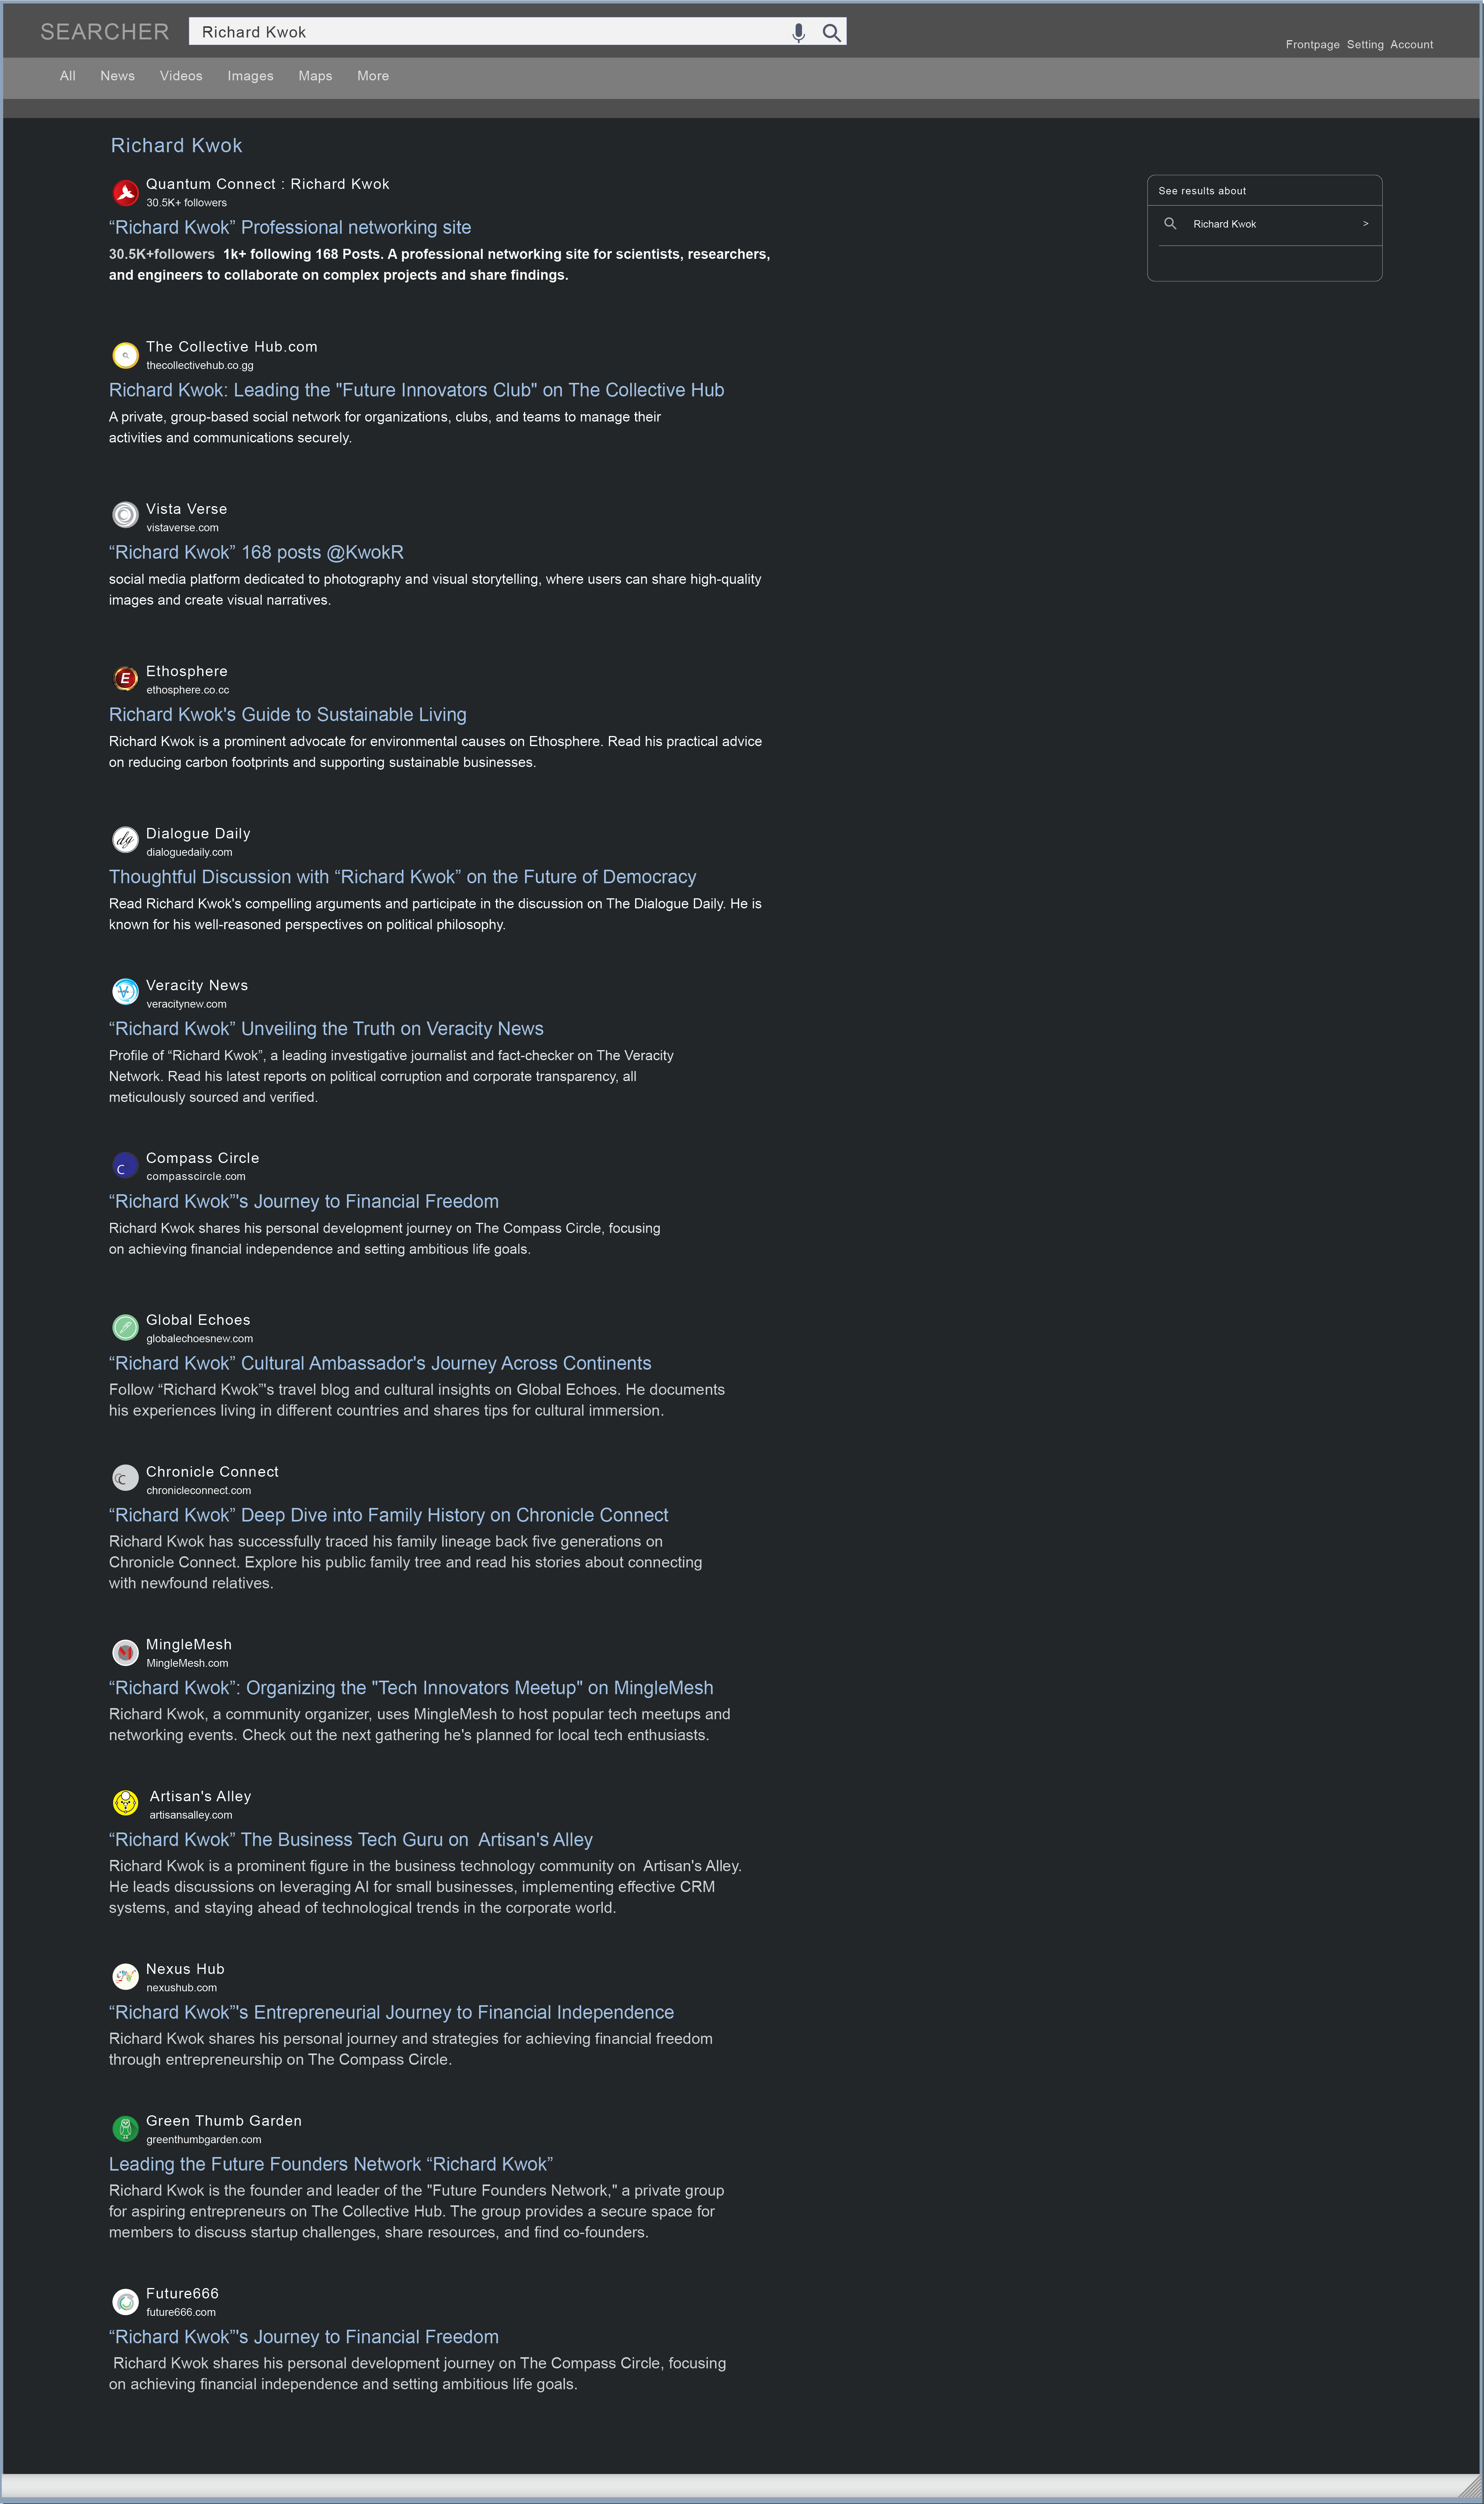 SEARCHER
Richard Kwok
Frontpage Setting Account
All News Videos Images Maps More
Richard Kwok
Quantum Connect : Richard Kwok
30.5K+ followers
“Richard Kwok” Professional networking site
30.5K+followers 1k+ following 168 Posts. A professional networking site for scientists, researchers,
and engineers to collaborate on complex projects and share findings.
See results about
Richard Kwok >
The Collective Hub.com
thecollectivehub.co.gg
Richard Kwok: Leading the "Future Innovators Club" on The Collective Hub
A private, group-based social network for organizations, clubs, and teams to manage their
activities and communications securely.
Vista Verse
vistaverse.com
“Richard Kwok” 168 posts @KwokR
social media platform dedicated to photography and visual storytelling, where users can share high-quality
images and create visual narratives.
E
Ethosphere
ethosphere.co.cc
Richard Kwok's Guide to Sustainable Living
Richard Kwok is a prominent advocate for environmental causes on Ethosphere. Read his practical advice
on reducing carbon footprints and supporting sustainable businesses.
dg
Dialogue Daily
dialoguedaily.com
Thoughtful Discussion with “Richard Kwok” on the Future of Democracy
Read Richard Kwok's compelling arguments and participate in the discussion on The Dialogue Daily. He is
known for his well-reasoned perspectives on political philosophy.
V
Veracity News
veracitynew.com
“Richard Kwok” Unveiling the Truth on Veracity News
Profile of “Richard Kwok”, a leading investigative journalist and fact-checker on The Veracity
Network. Read his latest reports on political corruption and corporate transparency, all
meticulously sourced and verified.
C
Compass Circle
compasscircle.com
“Richard Kwok”'s Journey to Financial Freedom
Richard Kwok shares his personal development journey on The Compass Circle, focusing
on achieving financial independence and setting ambitious life goals.
Global Echoes
globalechoesnew.com
“Richard Kwok” Cultural Ambassador's Journey Across Continents
Follow “Richard Kwok”'s travel blog and cultural insights on Global Echoes. He documents
his experiences living in different countries and shares tips for cultural immersion.
CC
Chronicle Connect
chronicleconnect.com
“Richard Kwok” Deep Dive into Family History on Chronicle Connect
Richard Kwok has successfully traced his family lineage back five generations on
Chronicle Connect. Explore his public family tree and read his stories about connecting
with newfound relatives.
M
MingleMesh
MingleMesh.com
“Richard Kwok”: Organizing the "Tech Innovators Meetup" on MingleMesh
Richard Kwok, a community organizer, uses MingleMesh to host popular tech meetups and
networking events. Check out the next gathering he's planned for local tech enthusiasts.
Artisan's Alley
artisansalley.com
“Richard Kwok” The Business Tech Guru on Artisan's Alley
Richard Kwok is a prominent figure in the business technology community on Artisan's Alley.
He leads discussions on leveraging AI for small businesses, implementing effective CRM
systems, and staying ahead of technological trends in the corporate world.
Nexus Hub
nexushub.com
“Richard Kwok”'s Entrepreneurial Journey to Financial Independence
Richard Kwok shares his personal journey and strategies for achieving financial freedom
through entrepreneurship on The Compass Circle.
Green Thumb Garden
greenthumbgarden.com
Leading the Future Founders Network “Richard Kwok”
Richard Kwok is the founder and leader of the "Future Founders Network," a private group
for aspiring entrepreneurs on The Collective Hub. The group provides a secure space for
members to discuss startup challenges, share resources, and find co-founders.
Future666
future666.com
“Richard Kwok”'s Journey to Financial Freedom
Richard Kwok shares his personal development journey on The Compass Circle, focusing
on achieving financial independence and setting ambitious life goals.